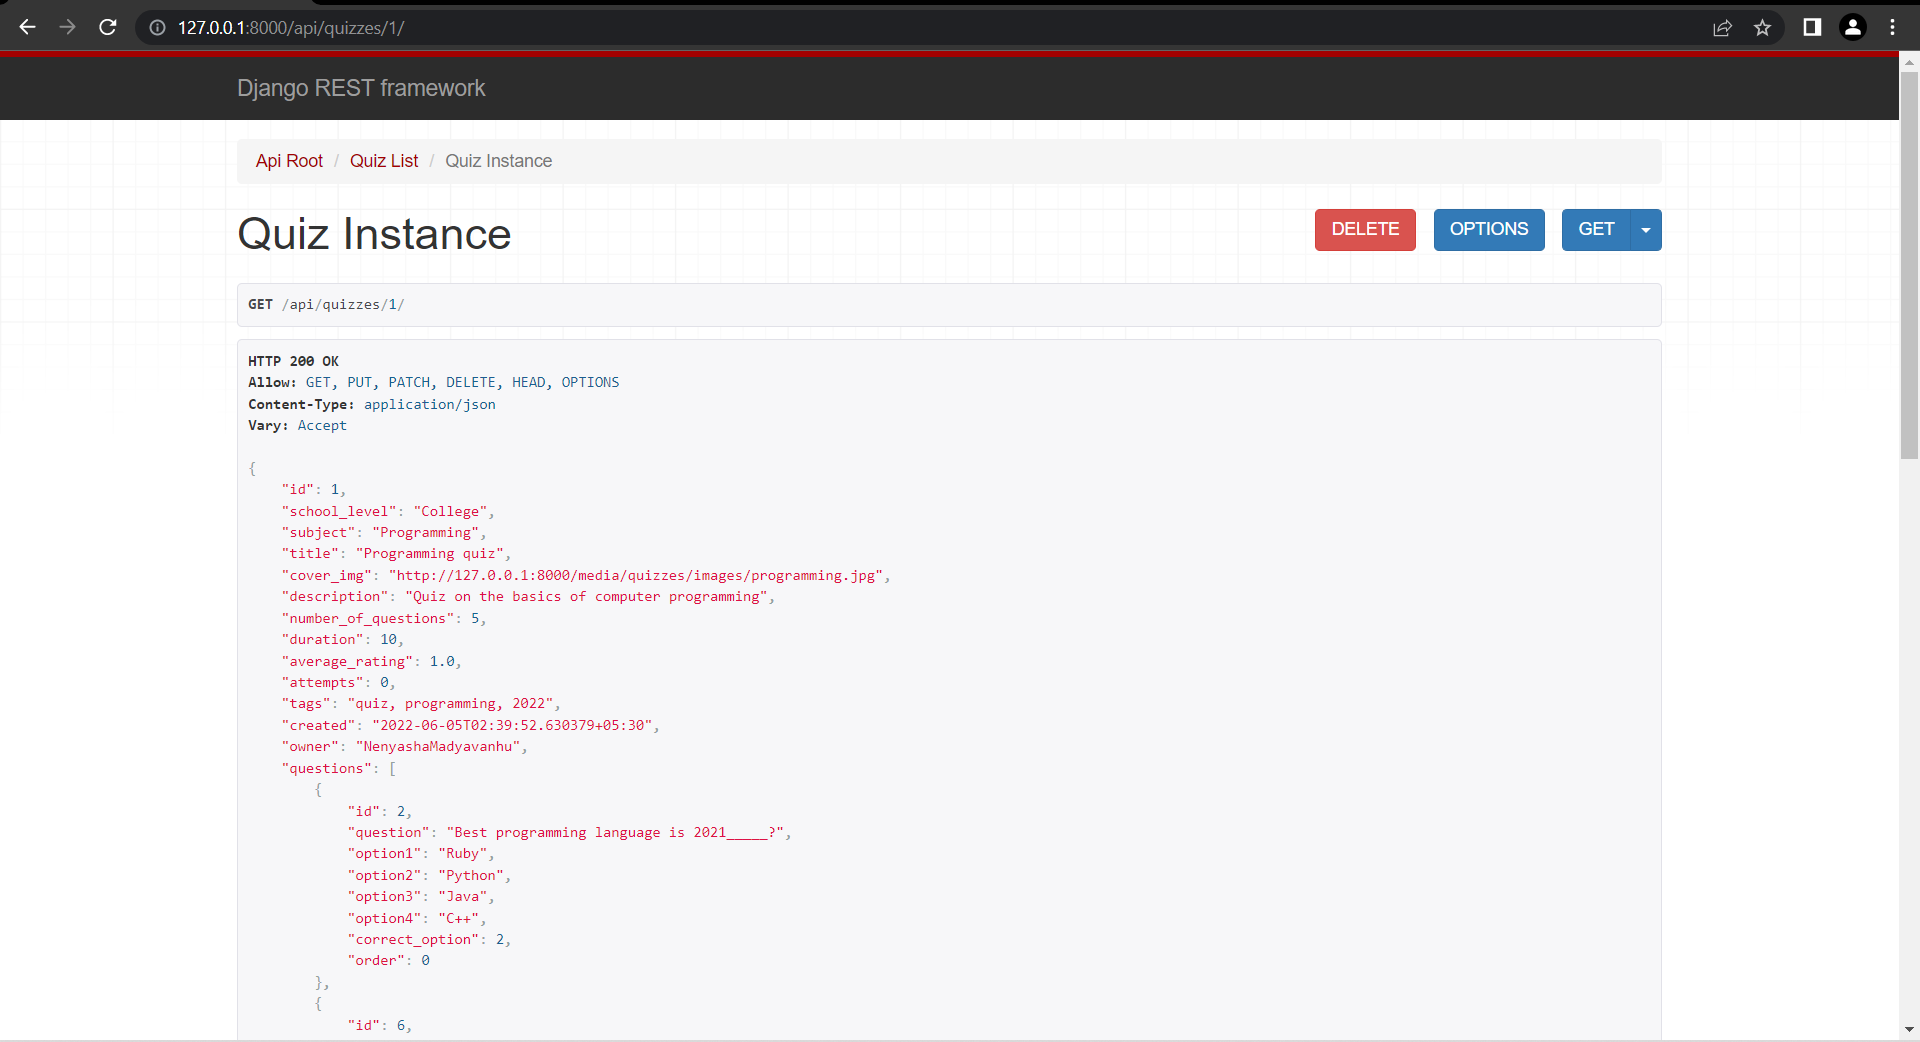 127.0.0.1:8000/api/quizzes/1/
Django REST framework
Api Root / Quiz List / Quiz Instance
Quiz Instance
DELETE
OPTIONS
GET
GET /api/quizzes/1/
HTTP 200 OK
Allow: GET, PUT, PATCH, DELETE, HEAD, OPTIONS
Content-Type: application/json
Vary: Accept
{
    "id": 1,
    "school_level": "College",
    "subject": "Programming",
    "title": "Programming quiz",
    "cover_img": "http://127.0.0.1:8000/media/quizzes/images/programming.jpg",
    "description": "Quiz on the basics of computer programming",
    "number_of_questions": 5,
    "duration": 10,
    "average_rating": 1.0,
    "attempts": 0,
    "tags": "quiz, programming, 2022",
    "created": "2022-06-05T02:39:52.630379+05:30",
    "owner": "NenyashaMadyavanhu",
    "questions": [
        {
            "id": 2,
            "question": "Best programming language is 2021_____?",
            "option1": "Ruby",
            "option2": "Python",
            "option3": "Java",
            "option4": "C++",
            "correct_option": 2,
            "order": 0
        },
        {
            "id": 6,